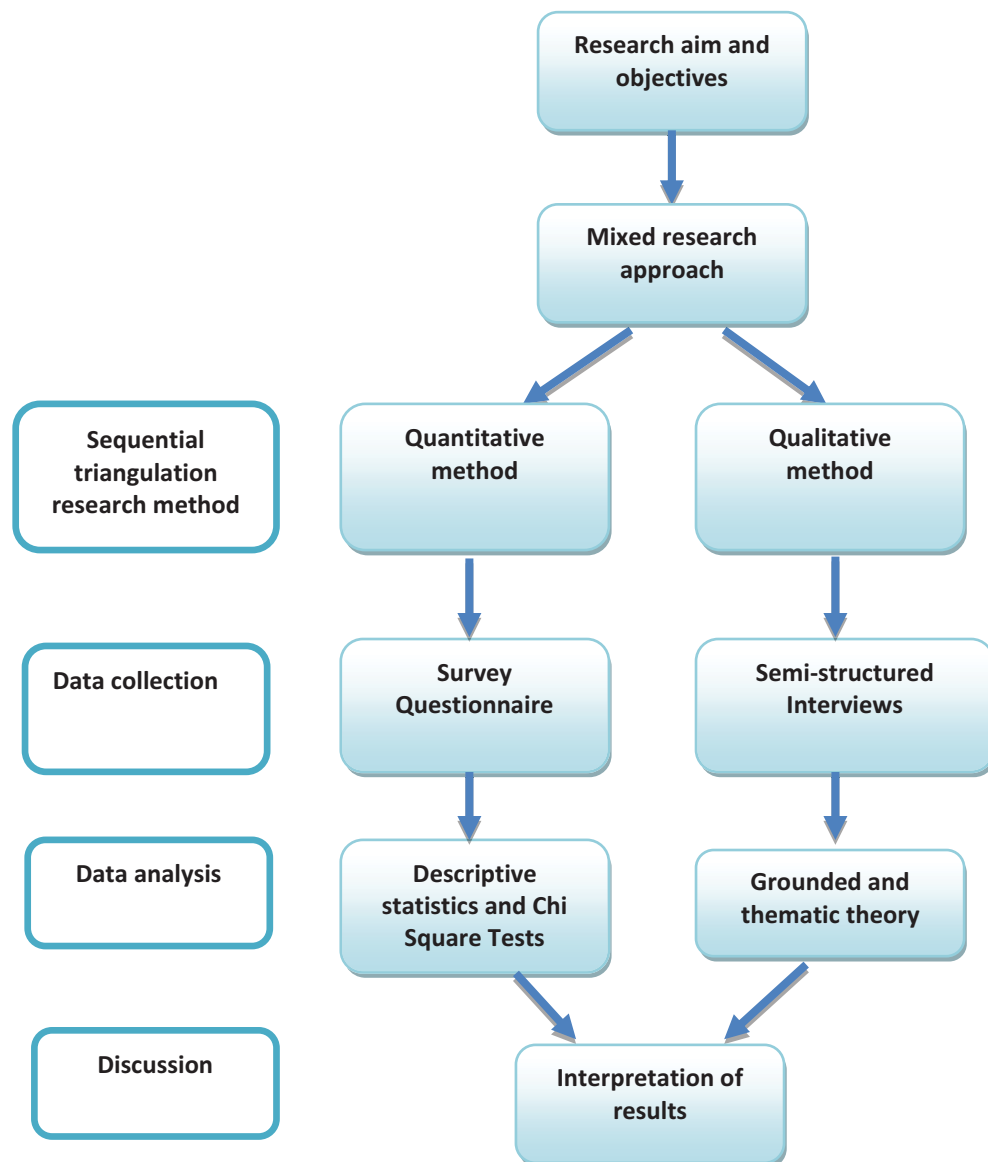 Research aim and
objectives
Mixed research
approach
Sequential
triangulation
research method
Quantitative
method
Qualitative
method
Data collection
Survey
Questionnaire
Semi-structured
Interviews
Data analysis
Descriptive
statistics and Chi
Square Tests
Grounded and
thematic theory
Discussion
Interpretation of
results